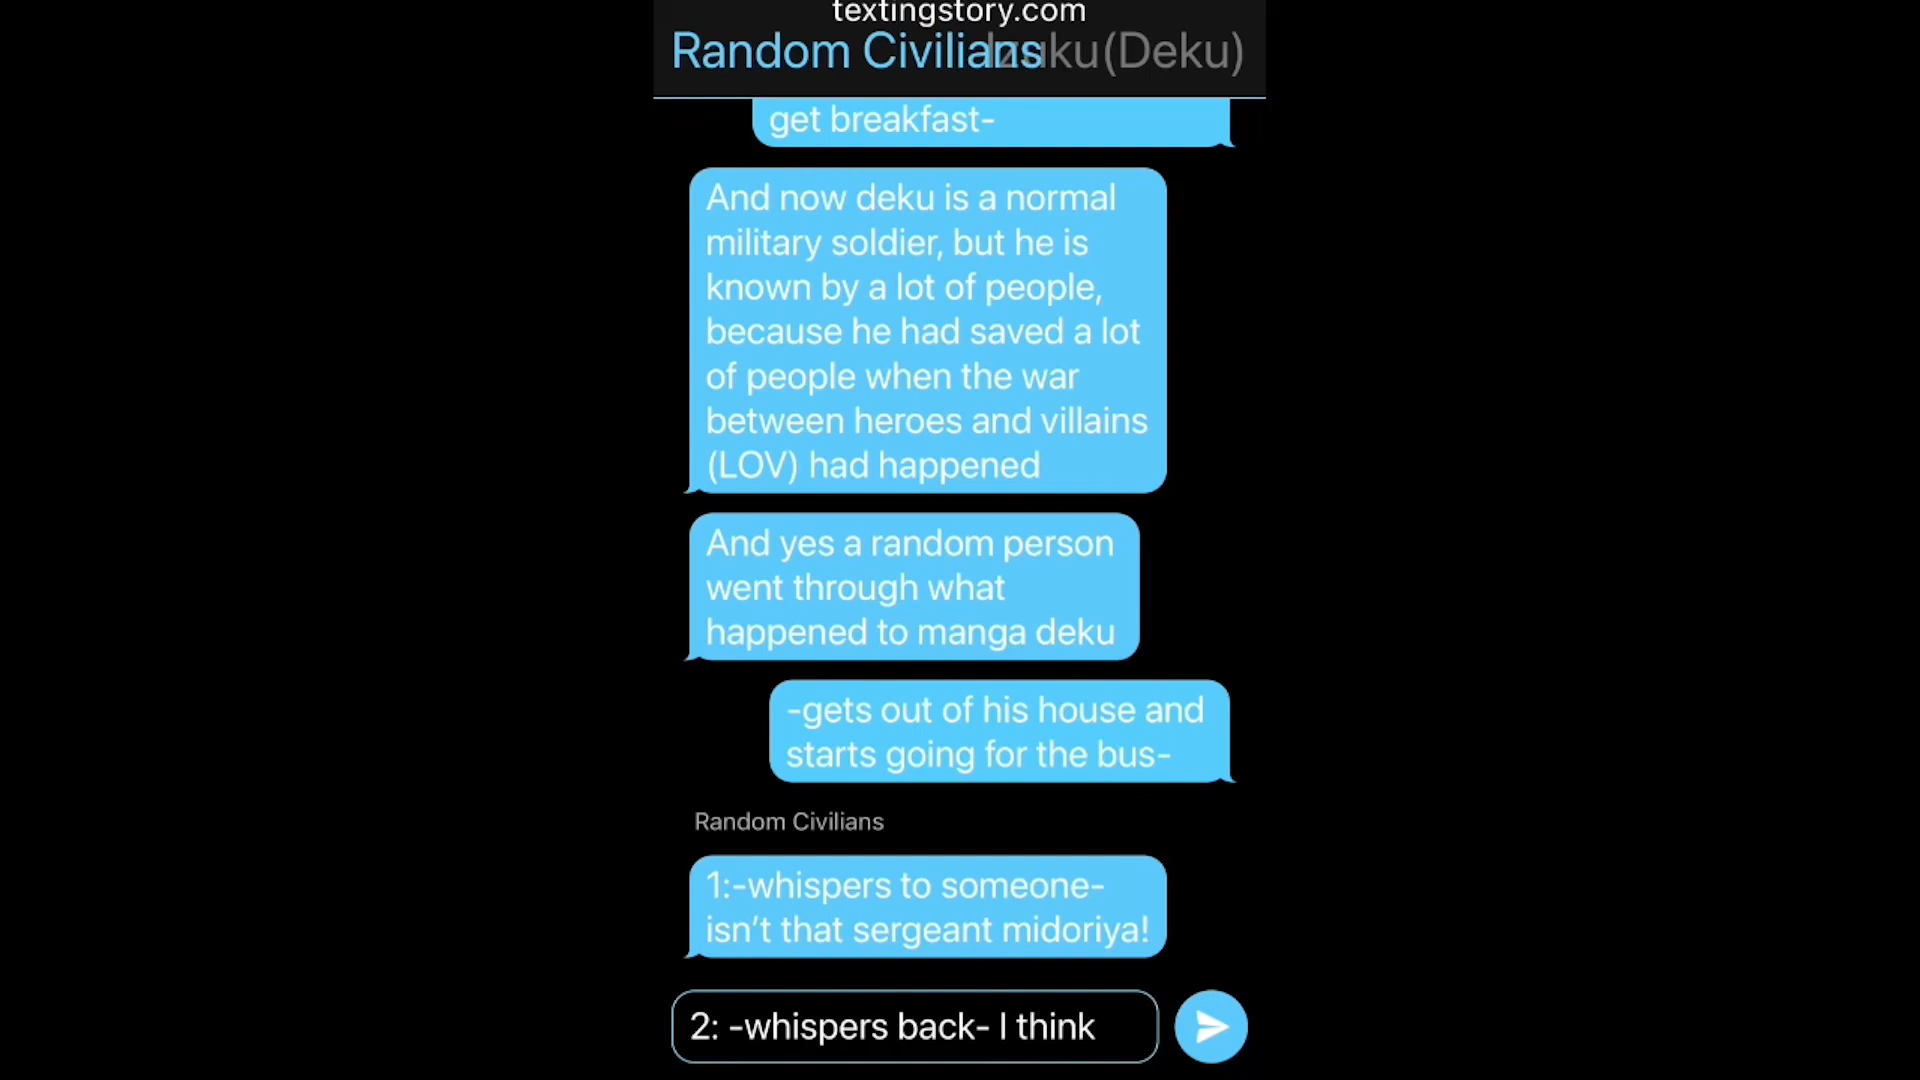 textingstory.com
Random Civilians Izuku(Deku)
get breakfast-
And now deku is a normal
military soldier, but he is
known by a lot of people,
because he had saved a lot
of people when the war
between heroes and villains
(LOV) had happened
And yes a random person
went through what
happened to manga deku
-gets out of his house and
starts going for the bus-
Random Civilians
1:-whispers to someone-
isn't that sergeant midoriya!
2: -whispers back- I think